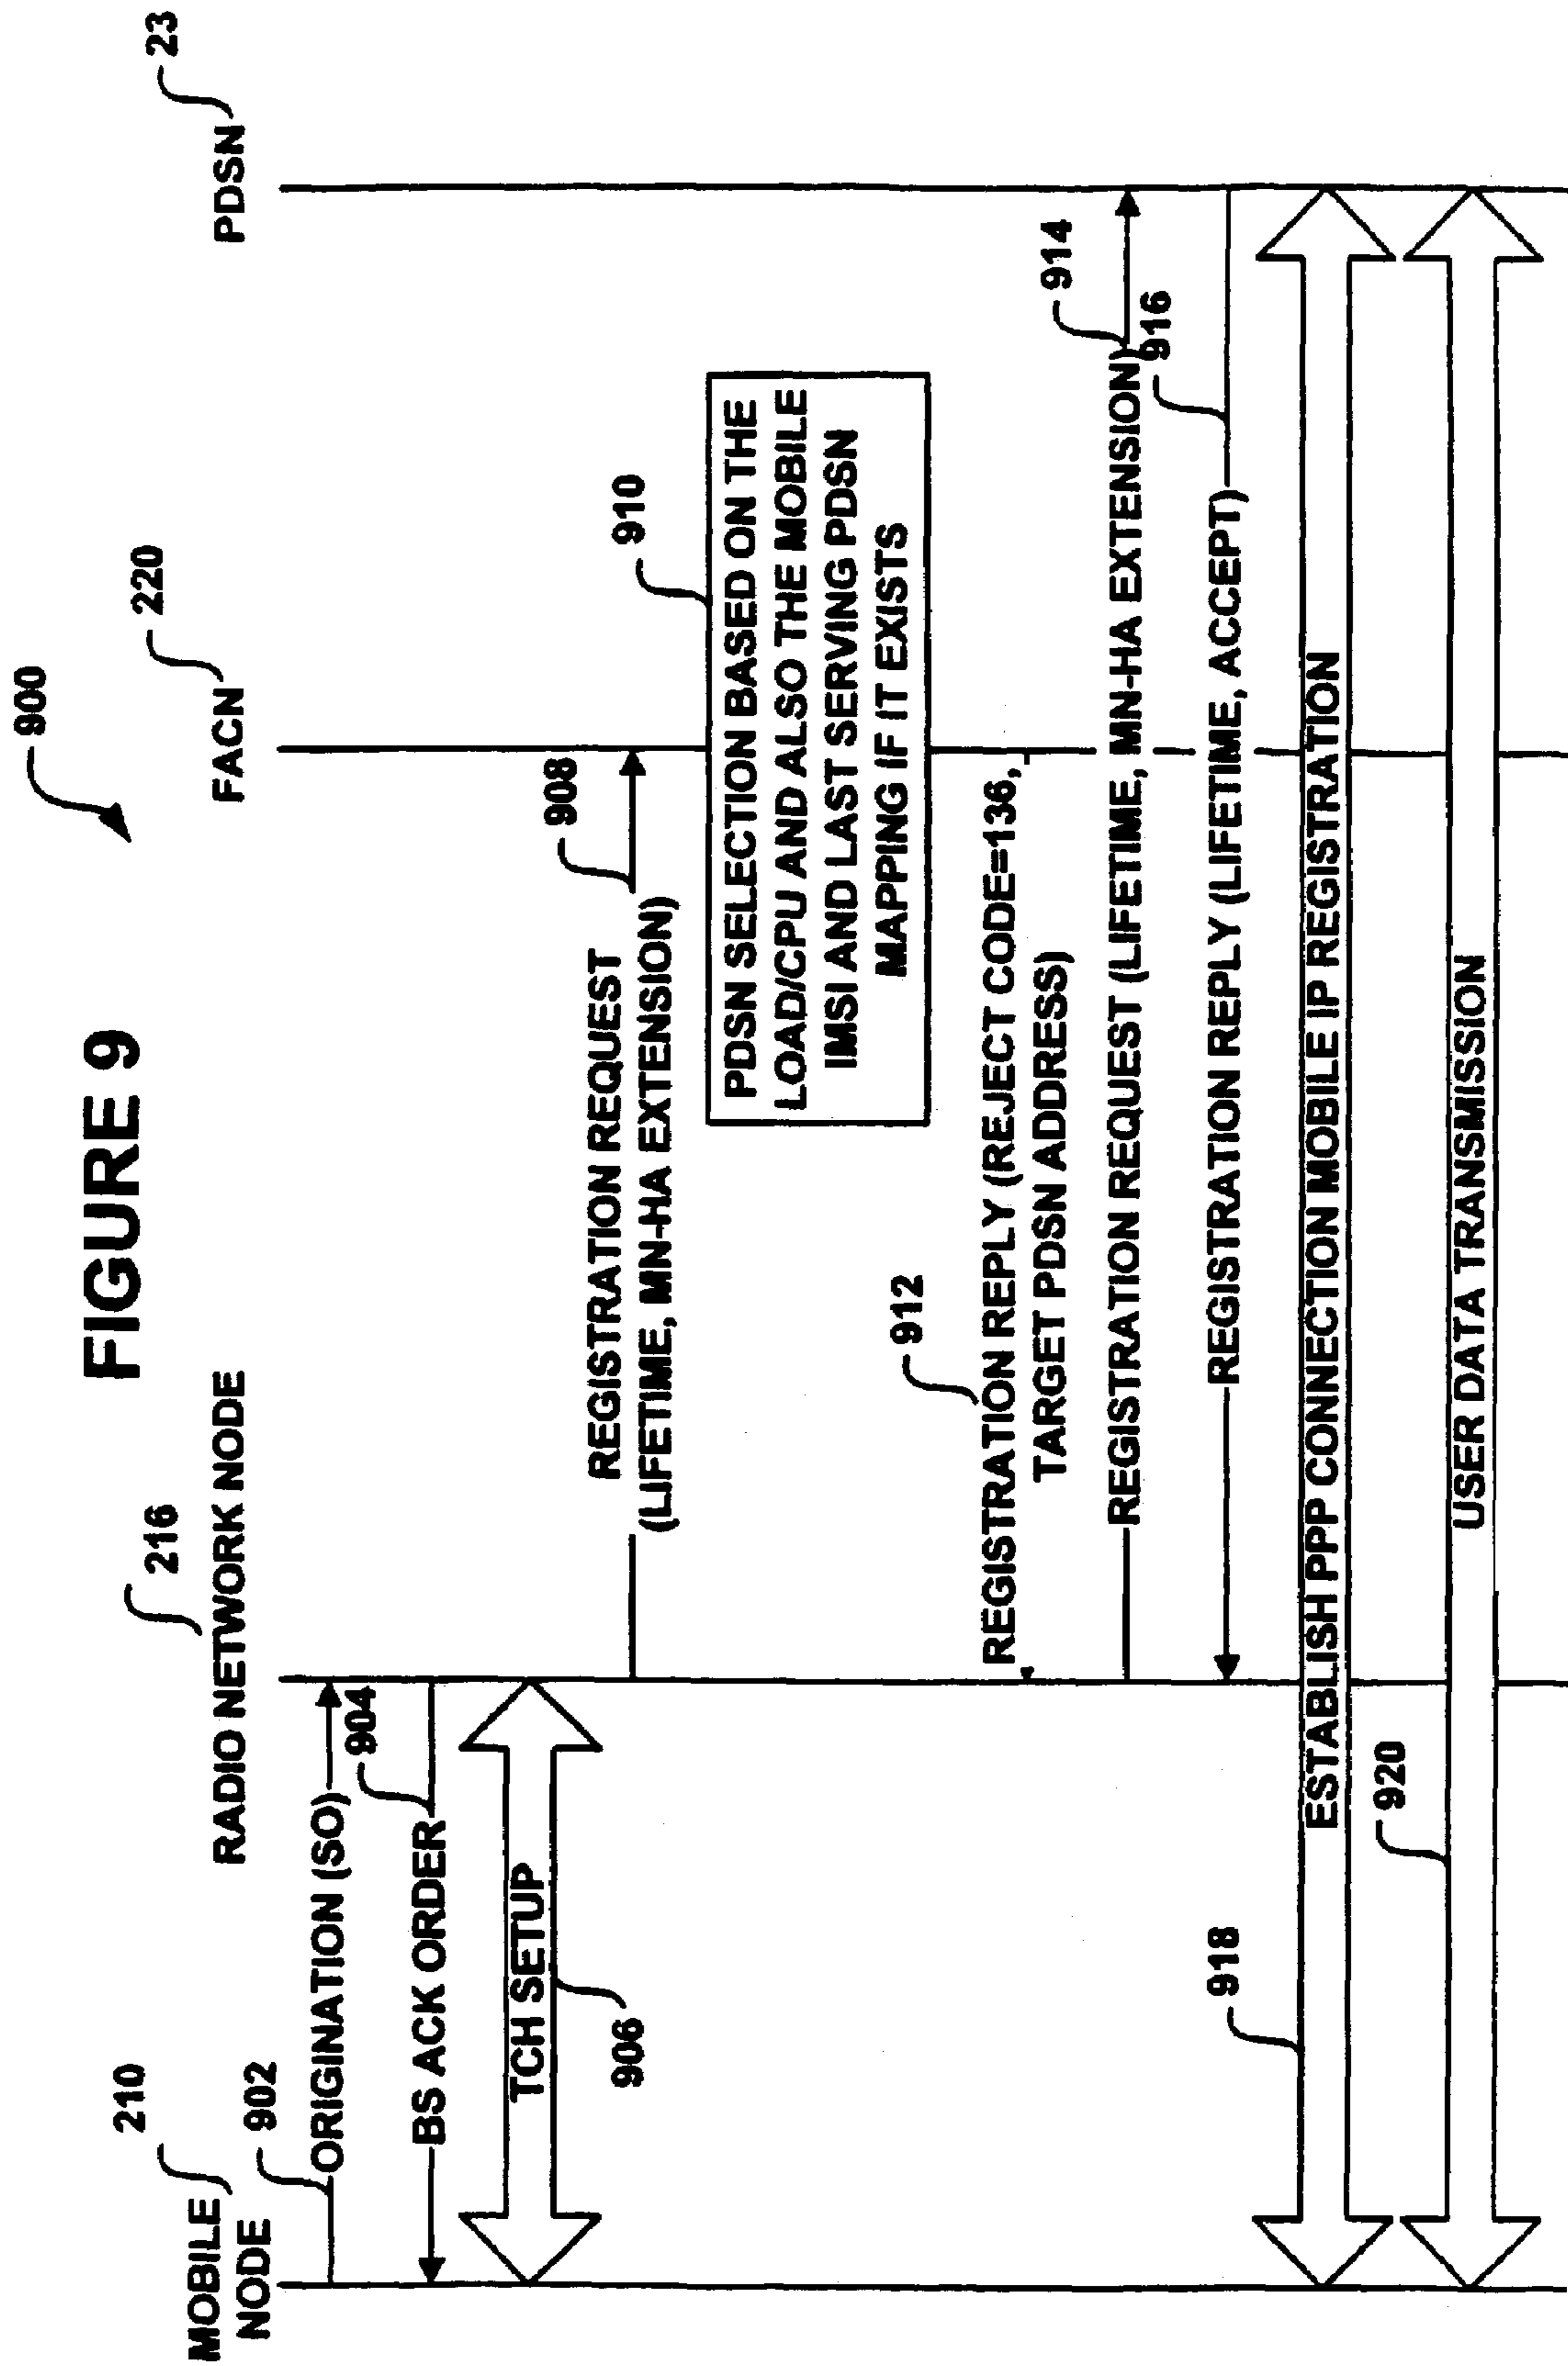 FIGURE 9
900
210
MOBILE
NODE
216
RADIO NETWORK NODE
220
FACN
23
PDSN
902
ORIGINATION (SO)
904
BS ACK ORDER
TCH SETUP
906
908
REGISTRATION REQUEST
(LIFETIME, MN-HA EXTENSION)
910
PDSN SELECTION BASED ON THE
LOAD/CPU AND ALSO THE MOBILE
IMSI AND LAST SERVING PDSN
MAPPING IF IT EXISTS
912
REGISTRATION REPLY (REJECT CODE=136,
TARGET PDSN ADDRESS)
914
REGISTRATION REQUEST (LIFETIME, MN-HA EXTENSION)
916
REGISTRATION REPLY (LIFETIME, ACCEPT)
918
ESTABLISH PPP CONNECTION MOBILE IP REGISTRATION
920
USER DATA TRANSMISSION